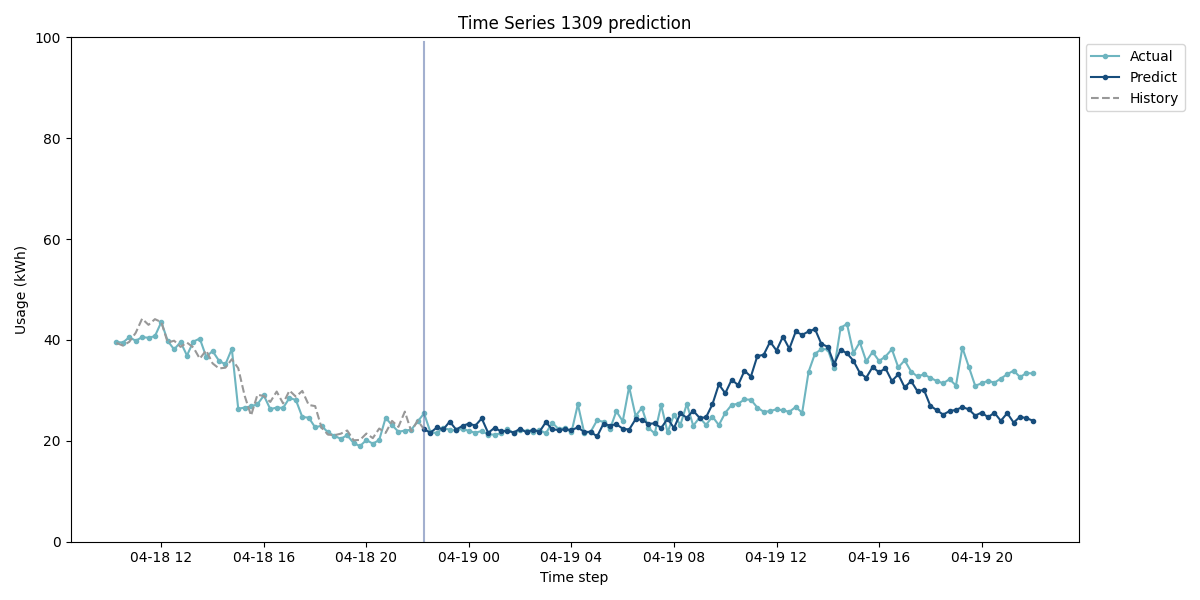 Time Series 1309 prediction
Actual
Predict
History
Usage (kWh)
100
80
60
40
20
0
04-18 12
04-18 16
04-18 20
04-19 00
04-19 04
04-19 08
04-19 12
04-19 16
04-19 20
Time step